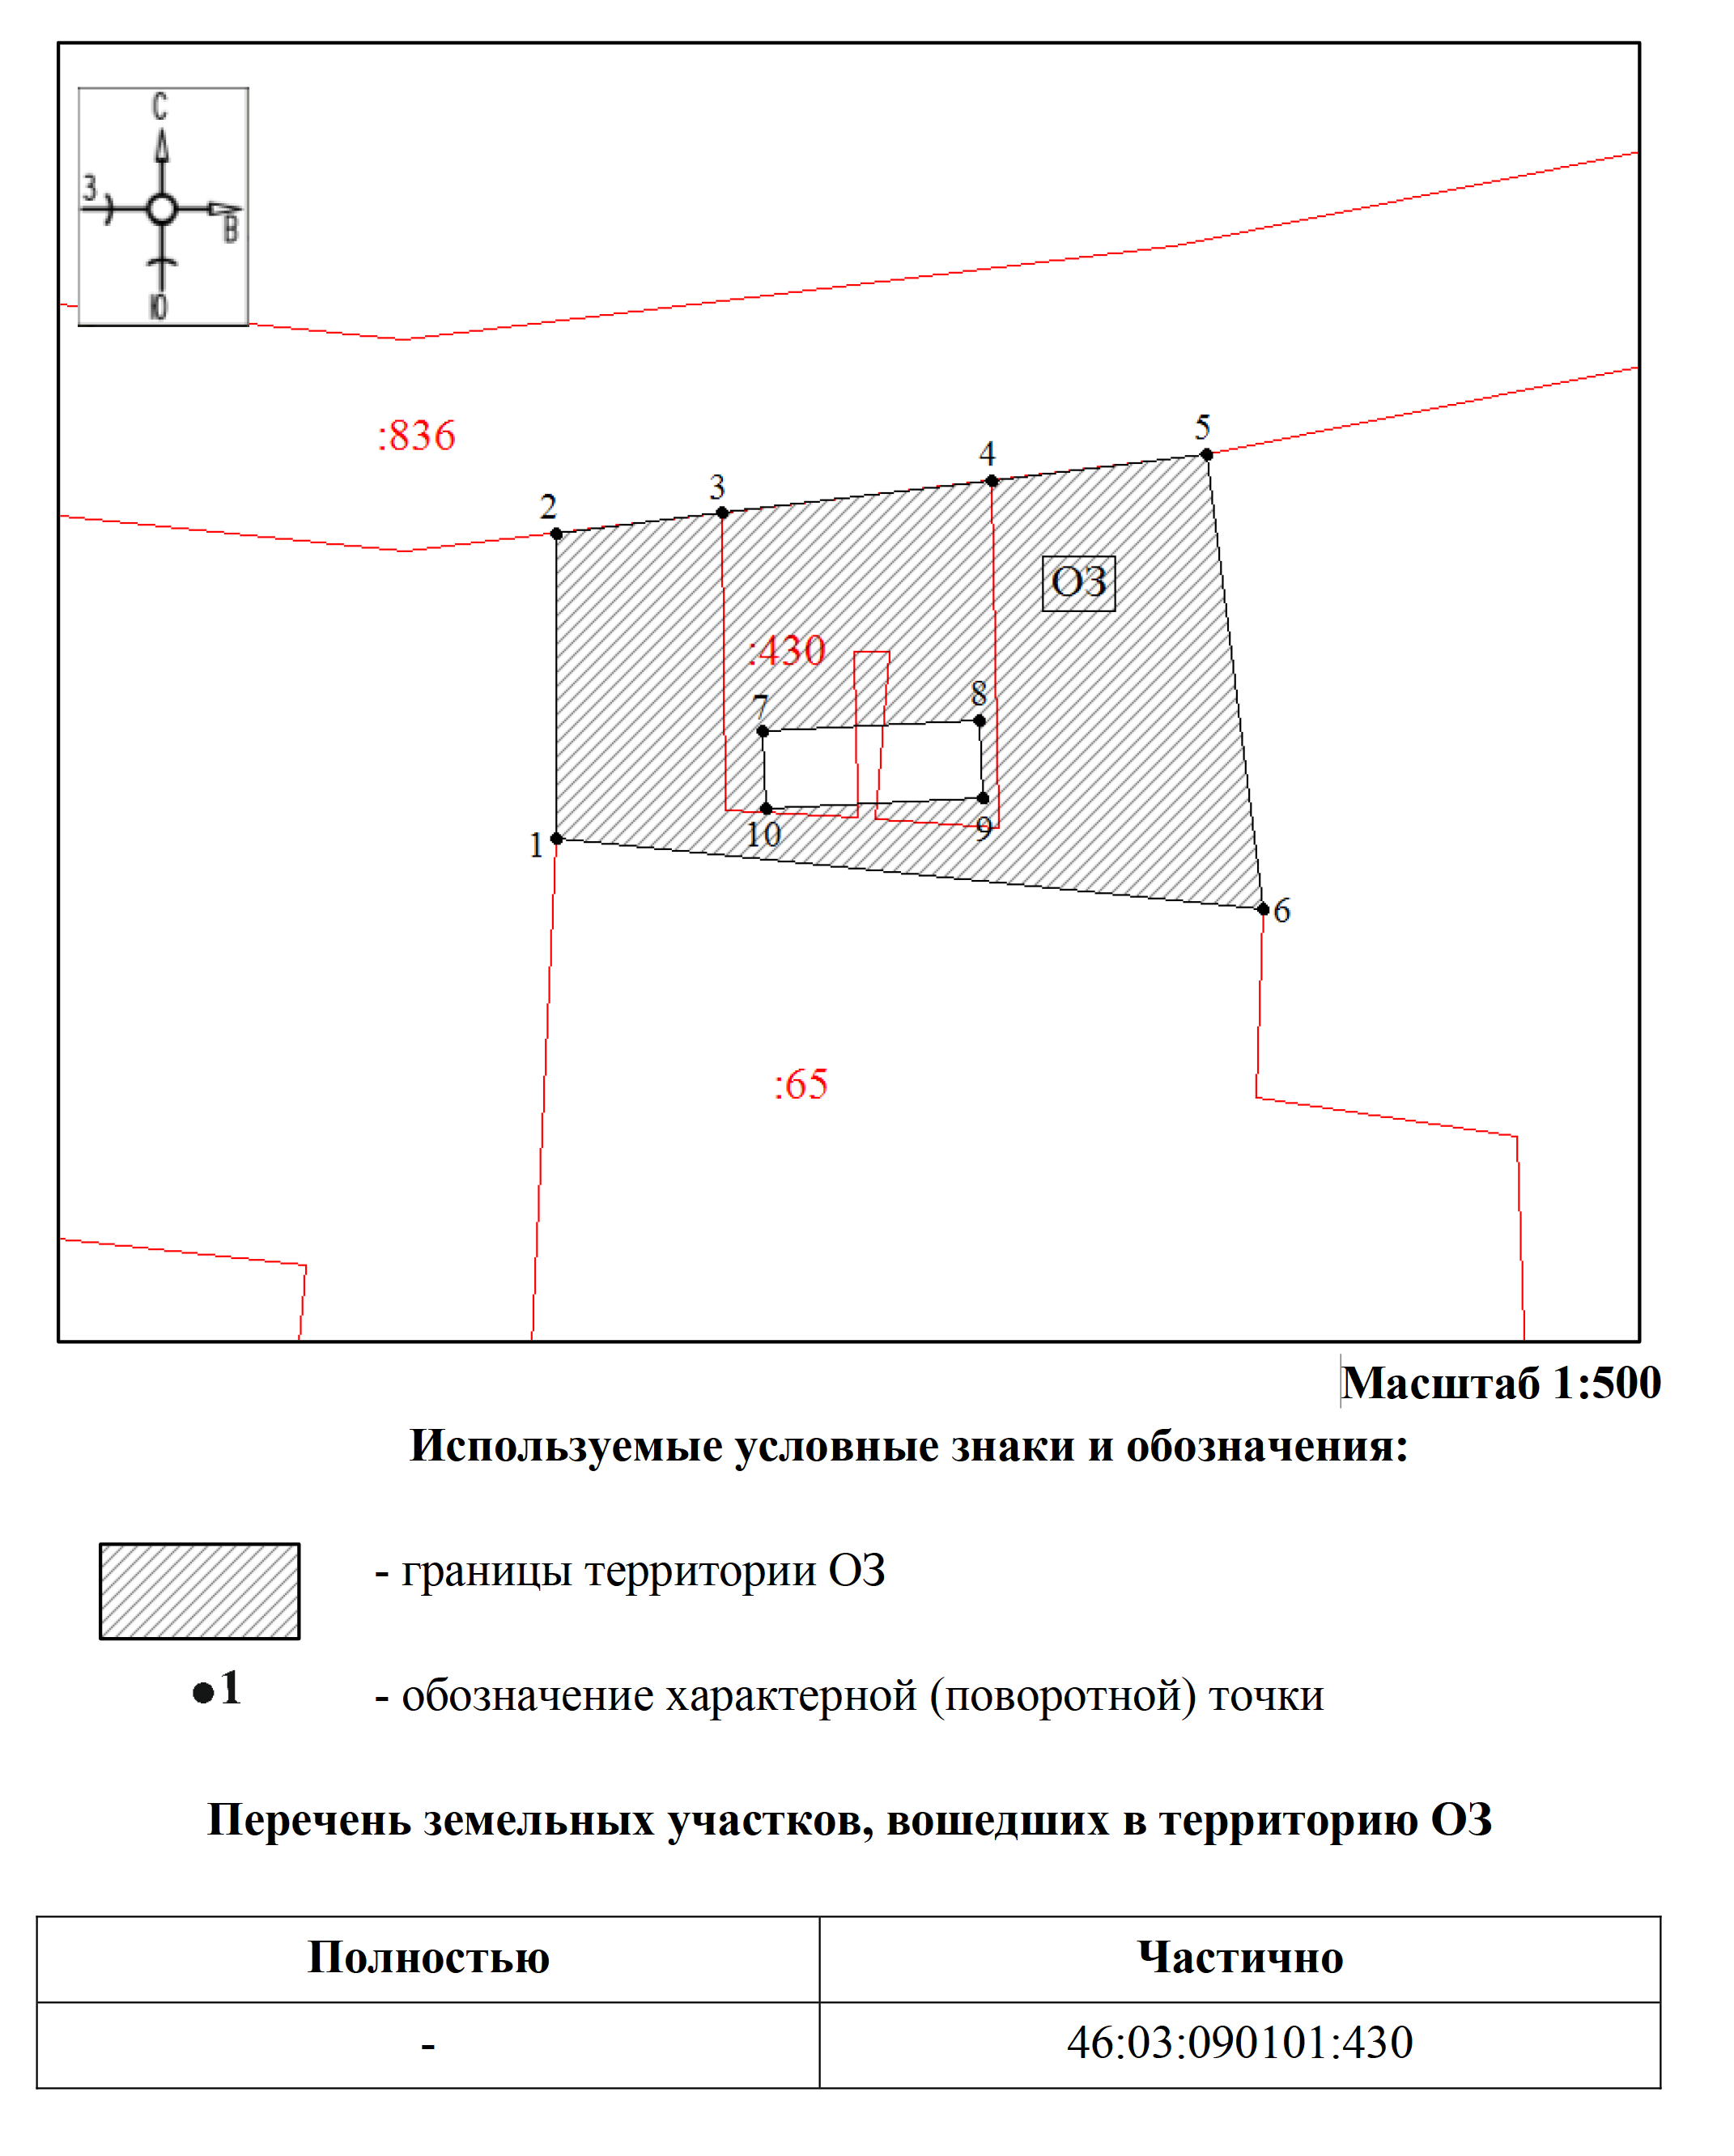 С
З
В
Ю
:836
5
4
3
2
ОЗ
:430
8
7
10
9
1
6
:65
Масштаб 1:500
Используемые условные знаки и обозначения:
- границы территории ОЗ
1
- обозначение характерной (поворотной) точки
Перечень земельных участков, вошедших в территорию ОЗ
Полностью Частично
- 46:03:090101:430